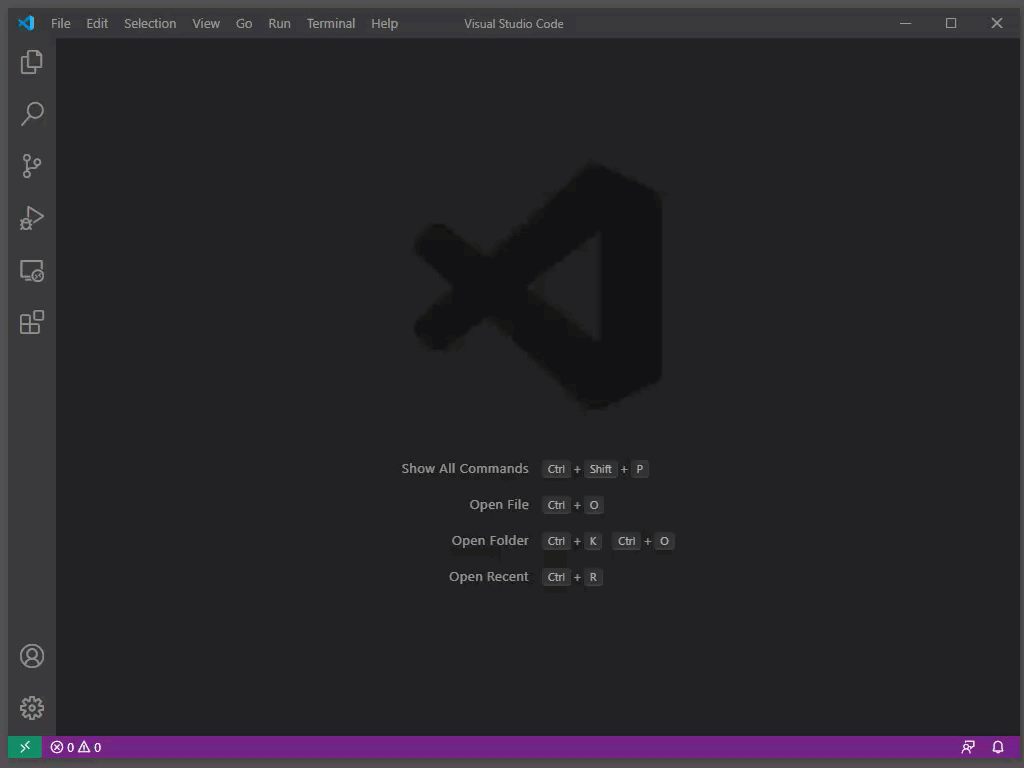 File Edit Selection View Go Run Terminal Help Visual Studio Code
Show All Commands Ctrl + Shift + P
Open File Ctrl + O
Open Folder Ctrl + K Ctrl + O
Open Recent Ctrl + R
0 0